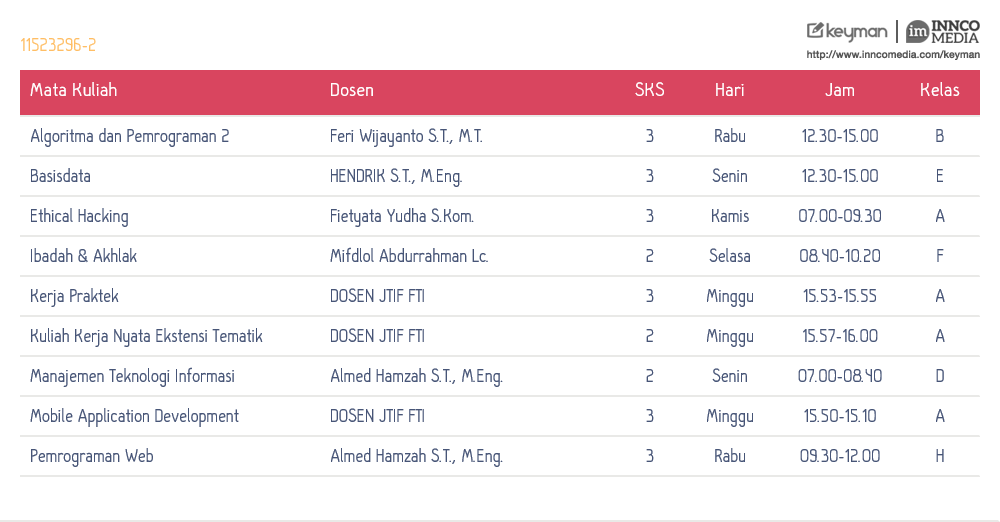 11523296-2
keyman | im INNCO MEDIA
http://www.inncomedia.com/keyman
Mata Kuliah Dosen SKS Hari Jam Kelas
Algoritma dan Pemrograman 2 Feri Wijayanto S.T., M.T. 3 Rabu 12.30-15.00 B
Basisdata HENDRIK S.T., M.Eng. 3 Senin 12.30-15.00 E
Ethical Hacking Fietyata Yudha S.Kom. 3 Kamis 07.00-09.30 A
Ibadah & Akhlak Mifdlol Abdurrahman Lc. 2 Selasa 08.40-10.20 F
Kerja Praktek DOSEN JTIF FTI 3 Minggu 15.53-15.55 A
Kuliah Kerja Nyata Ekstensi Tematik DOSEN JTIF FTI 2 Minggu 15.57-16.00 A
Manajemen Teknologi Informasi Almed Hamzah S.T., M.Eng. 2 Senin 07.00-08.40 D
Mobile Application Development DOSEN JTIF FTI 3 Minggu 15.50-15.10 A
Pemrograman Web Almed Hamzah S.T., M.Eng. 3 Rabu 09.30-12.00 H